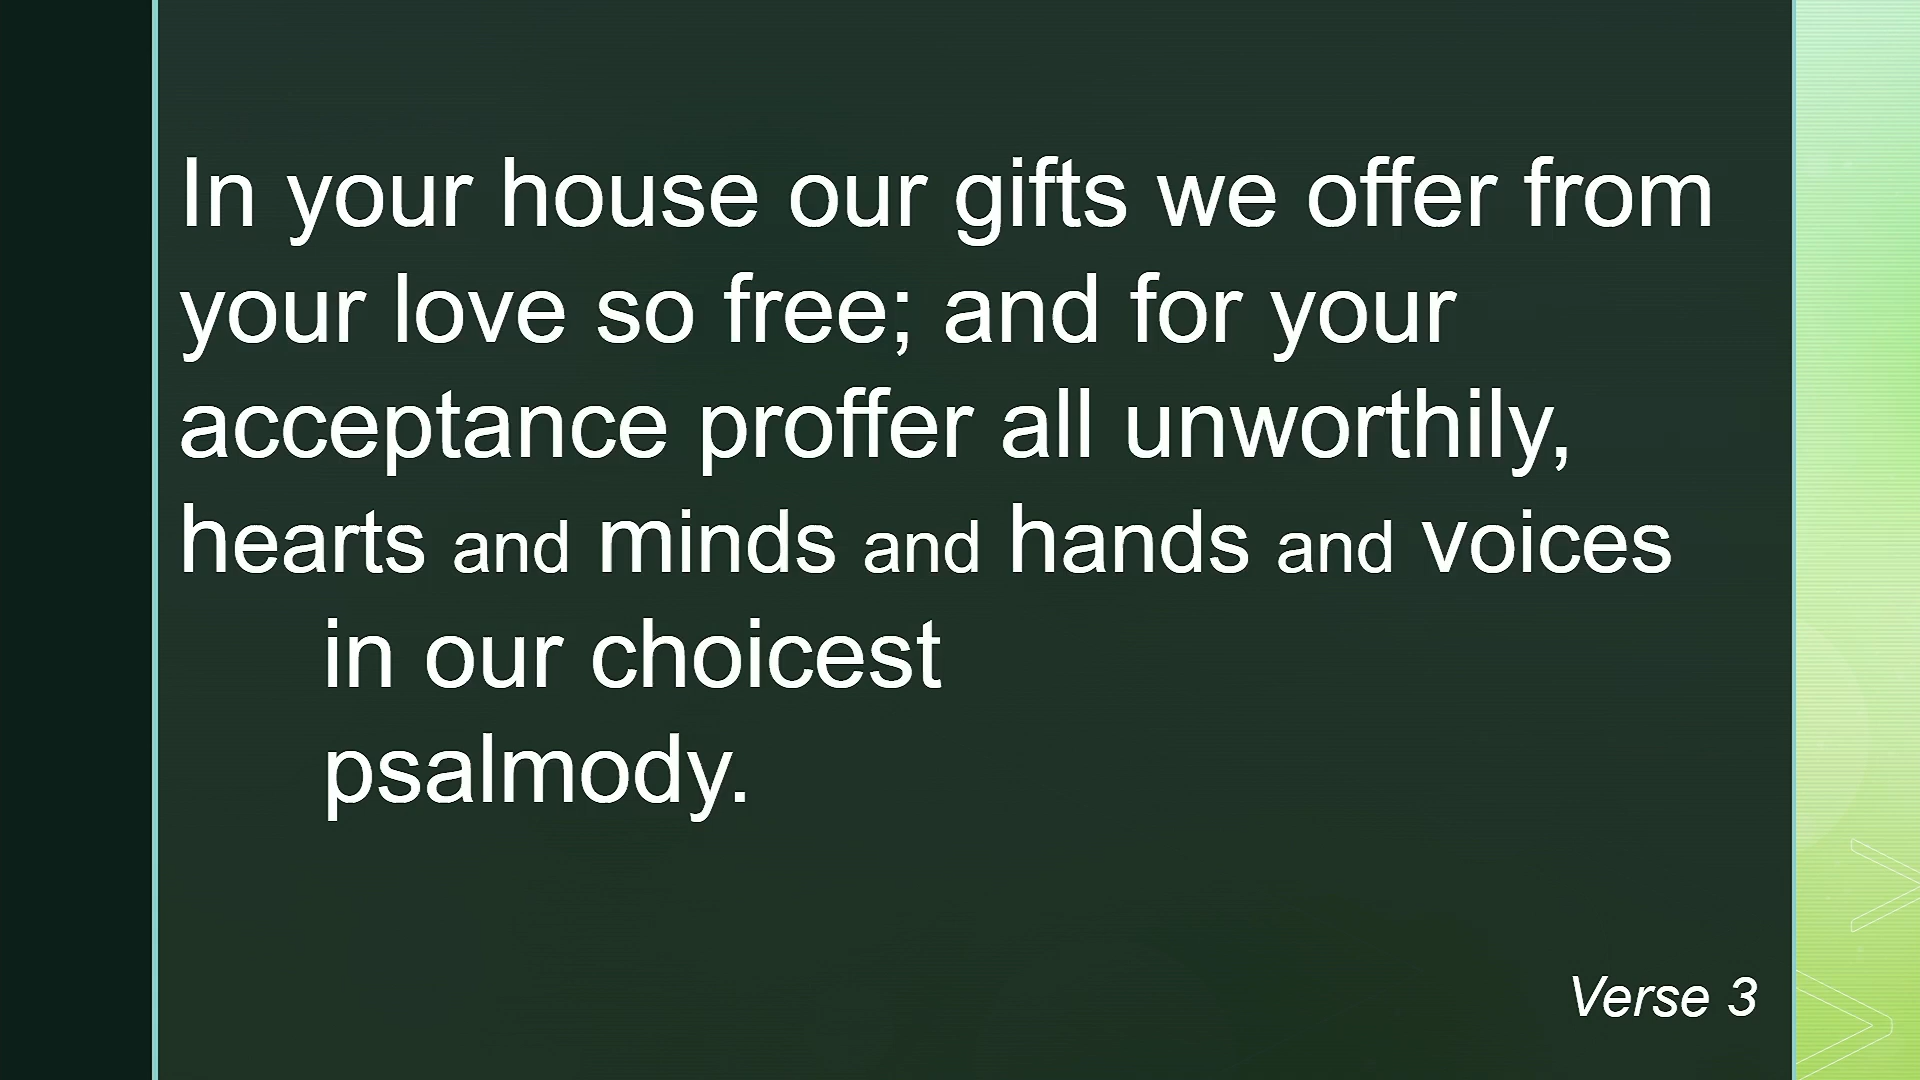 In your house our gifts we offer from
your love so free; and for your
acceptance proffer all unworthily,
hearts and minds and hands and voices
in our choicest
psalmody.
Verse 3